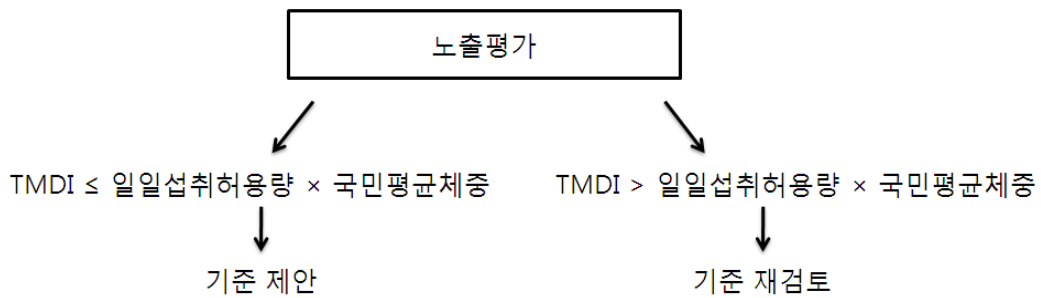 노출평가
TMDI ≤ 일일섭취허용량 × 국민평균체중
TMDI > 일일섭취허용량 × 국민평균체중
기준 제안
기준 재검토